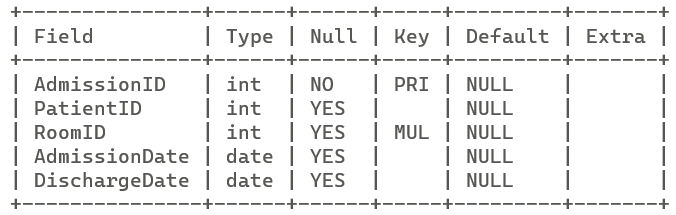 +---------------+------+------+-----+---------+-------+
| Field         | Type | Null | Key | Default | Extra |
+---------------+------+------+-----+---------+-------+
| AdmissionID   | int  | NO   | PRI | NULL    |       |
| PatientID     | int  | YES  |     | NULL    |       |
| RoomID        | int  | YES  | MUL | NULL    |       |
| AdmissionDate | date | YES  |     | NULL    |       |
| DischargeDate | date | YES  |     | NULL    |       |
+---------------+------+------+-----+---------+-------+